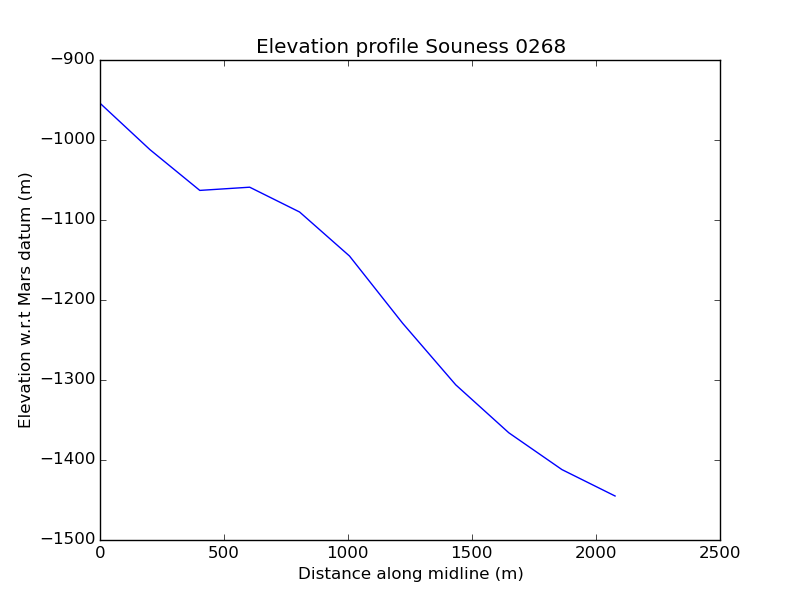 Elevation profile Souness 0268
Elevation w.r.t Mars datum (m)
−900
−1000
−1100
−1200
−1300
−1400
−1500
0 500 1000 1500 2000 2500
Distance along midline (m)